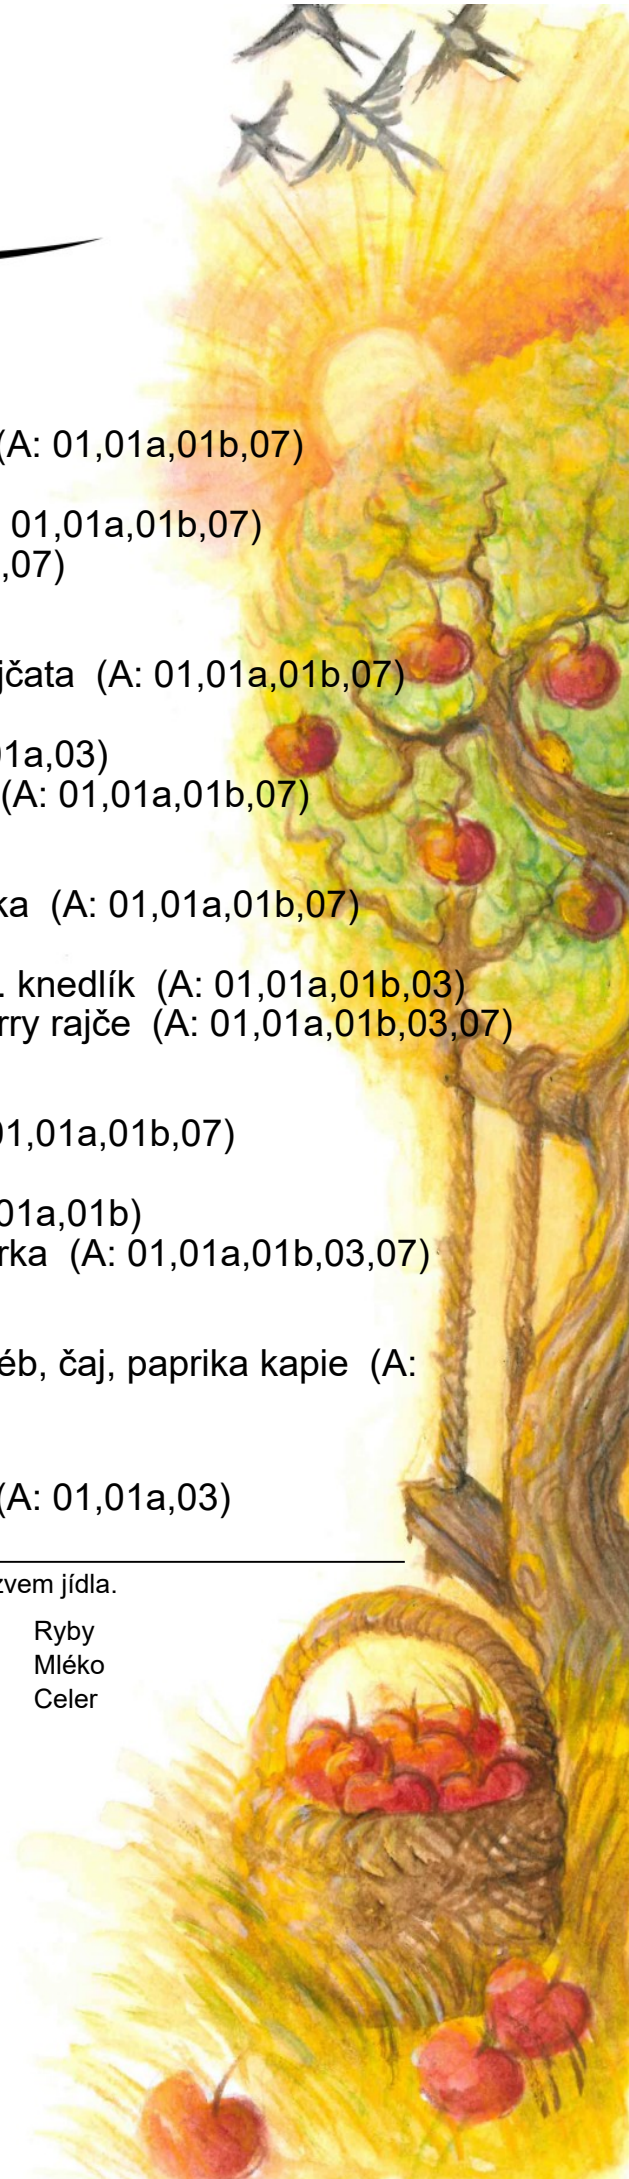 (A: 01,01a,01b,07)
01,01a,01b,07)
,07)
jčata (A: 01,01a,01b,07)
01a,03)
(A: 01,01a,01b,07)
ka (A: 01,01a,01b,07)
. knedlík (A: 01,01a,01b,03)
rry rajče (A: 01,01a,01b,03,07)
01,01a,01b,07)
01a,01b)
rka (A: 01,01a,01b,03,07)
éb, čaj, paprika kapie (A:
(A: 01,01a,03)
zvem jídla.
Ryby
Mléko
Celer